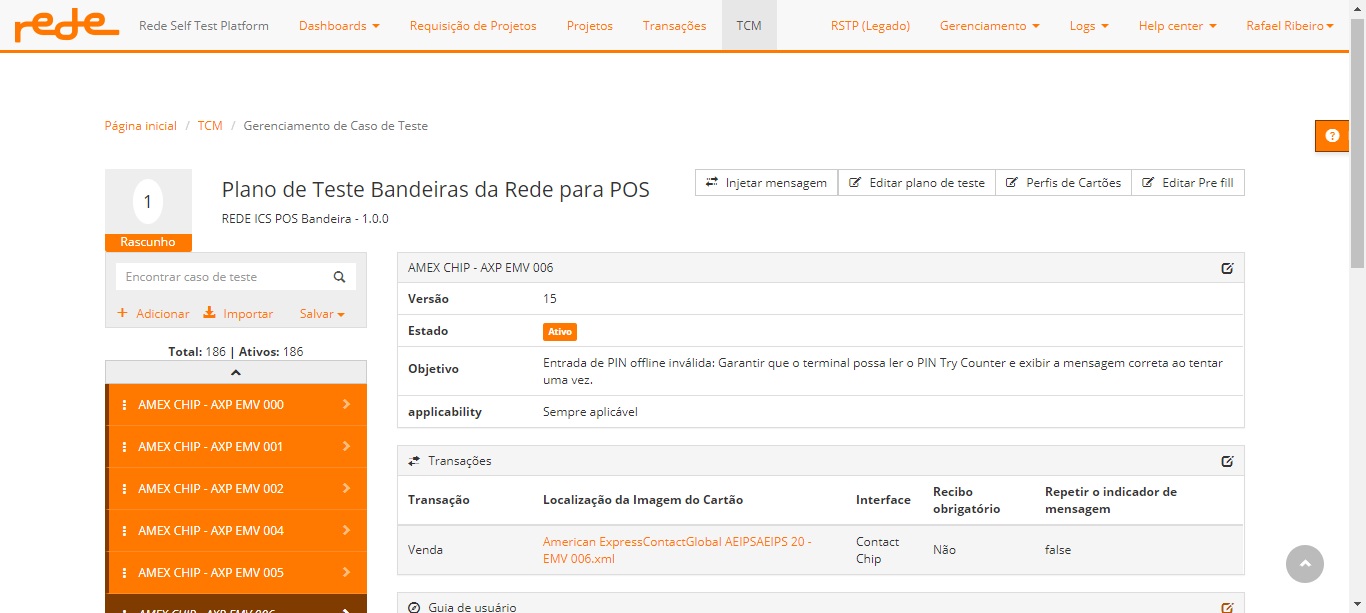 rede Rede Self Test Platform Dashboards Requisição de Projetos Projetos Transações TCM RSTP (Legado) Gerenciamento Logs Help center Rafael Ribeiro
Página inicial / TCM / Gerenciamento de Caso de Teste
1
Rascunho
Plano de Teste Bandeiras da Rede para POS
REDE ICS POS Bandeira - 1.0.0
Injetar mensagem Editar plano de teste Perfis de Cartões Editar Pre fill
Encontrar caso de teste
Adicionar Importar Salvar
Total: 186 | Ativos: 186
AMEX CHIP - AXP EMV 000
AMEX CHIP - AXP EMV 001
AMEX CHIP - AXP EMV 002
AMEX CHIP - AXP EMV 004
AMEX CHIP - AXP EMV 005
AMEX CHIP - AXP EMV 006
AMEX CHIP - AXP EMV 006
Versão 15
Estado Ativo
Objetivo Entrada de PIN offline inválida: Garantir que o terminal possa ler o PIN Try Counter e exibir a mensagem correta ao tentar
uma vez.
applicability Sempre aplicável
Transações
Transação Localização da Imagem do Cartão Interface Recibo
obrigatório Repetir o indicador de
mensagem
Venda American ExpressContactGlobal AEIPSAEIPS 20 -
EMV 006.xml Contact
Chip Não false
Guia de usuário